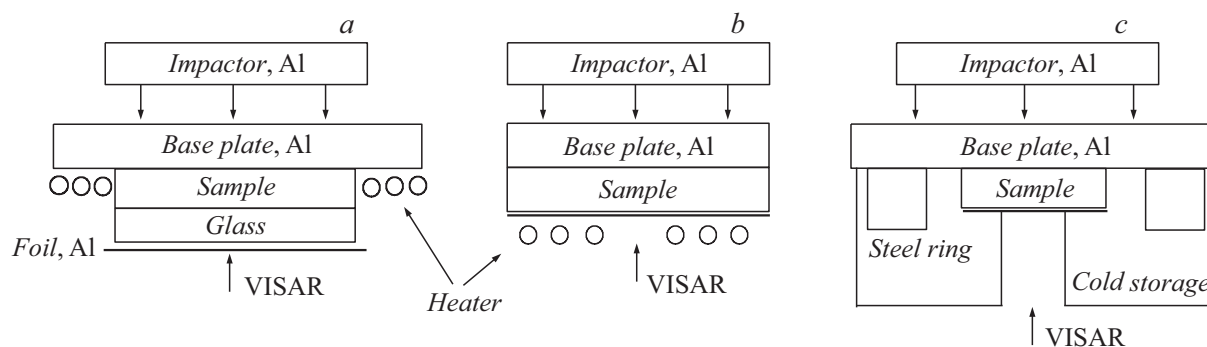 a
Impactor, Al
Base plate, Al
Sample
Glass
Foil, Al
VISAR
Heater
b
Impactor, Al
Base plate, Al
Sample
VISAR
c
Impactor, Al
Base plate, Al
Sample
Steel ring
Cold storage
VISAR